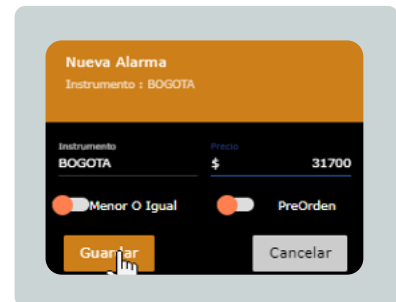 Nueva Alarma
Instrumento : BOGOTA
Instrumento Precio
BOGOTA $ 31700
Menor O Igual PreOrden
Guardar Cancelar